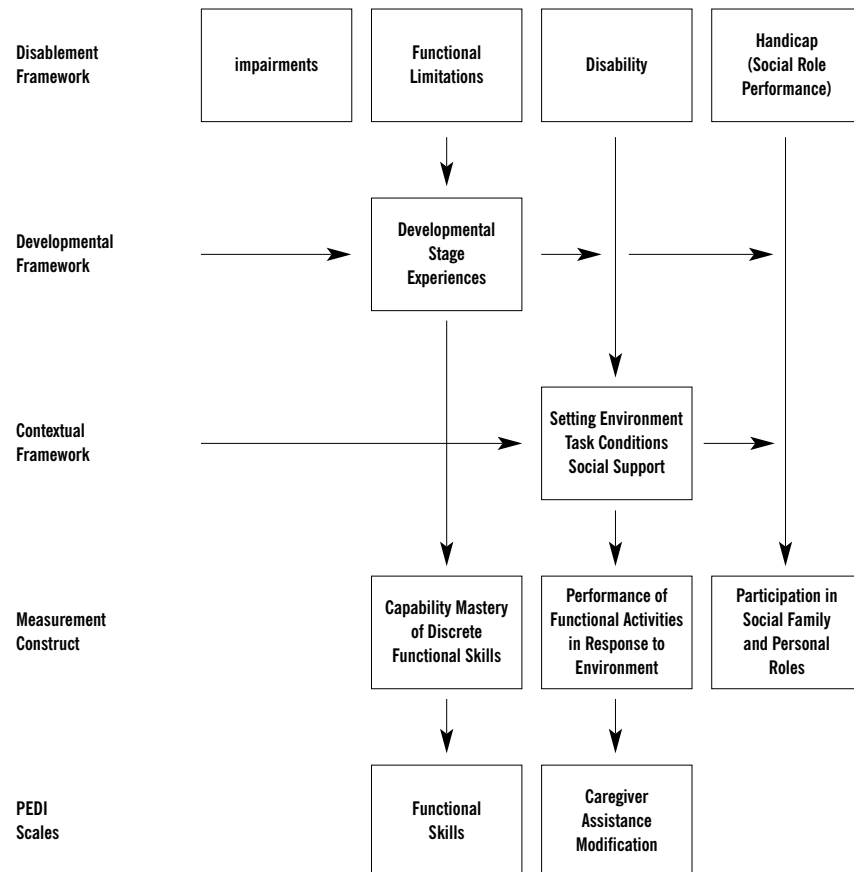 Disablement
Framework
impairments
Functional
Limitations
Disability
Handicap
(Social Role
Performance)
Developmental
Framework
Developmental
Stage
Experiences
Contextual
Framework
Setting Environment
Task Conditions
Social Support
Measurement
Construct
Capability Mastery
of Discrete
Functional Skills
Performance of
Functional Activities
in Response to
Environment
Participation in
Social Family
and Personal
Roles
PEDI
Scales
Functional
Skills
Caregiver
Assistance
Modification